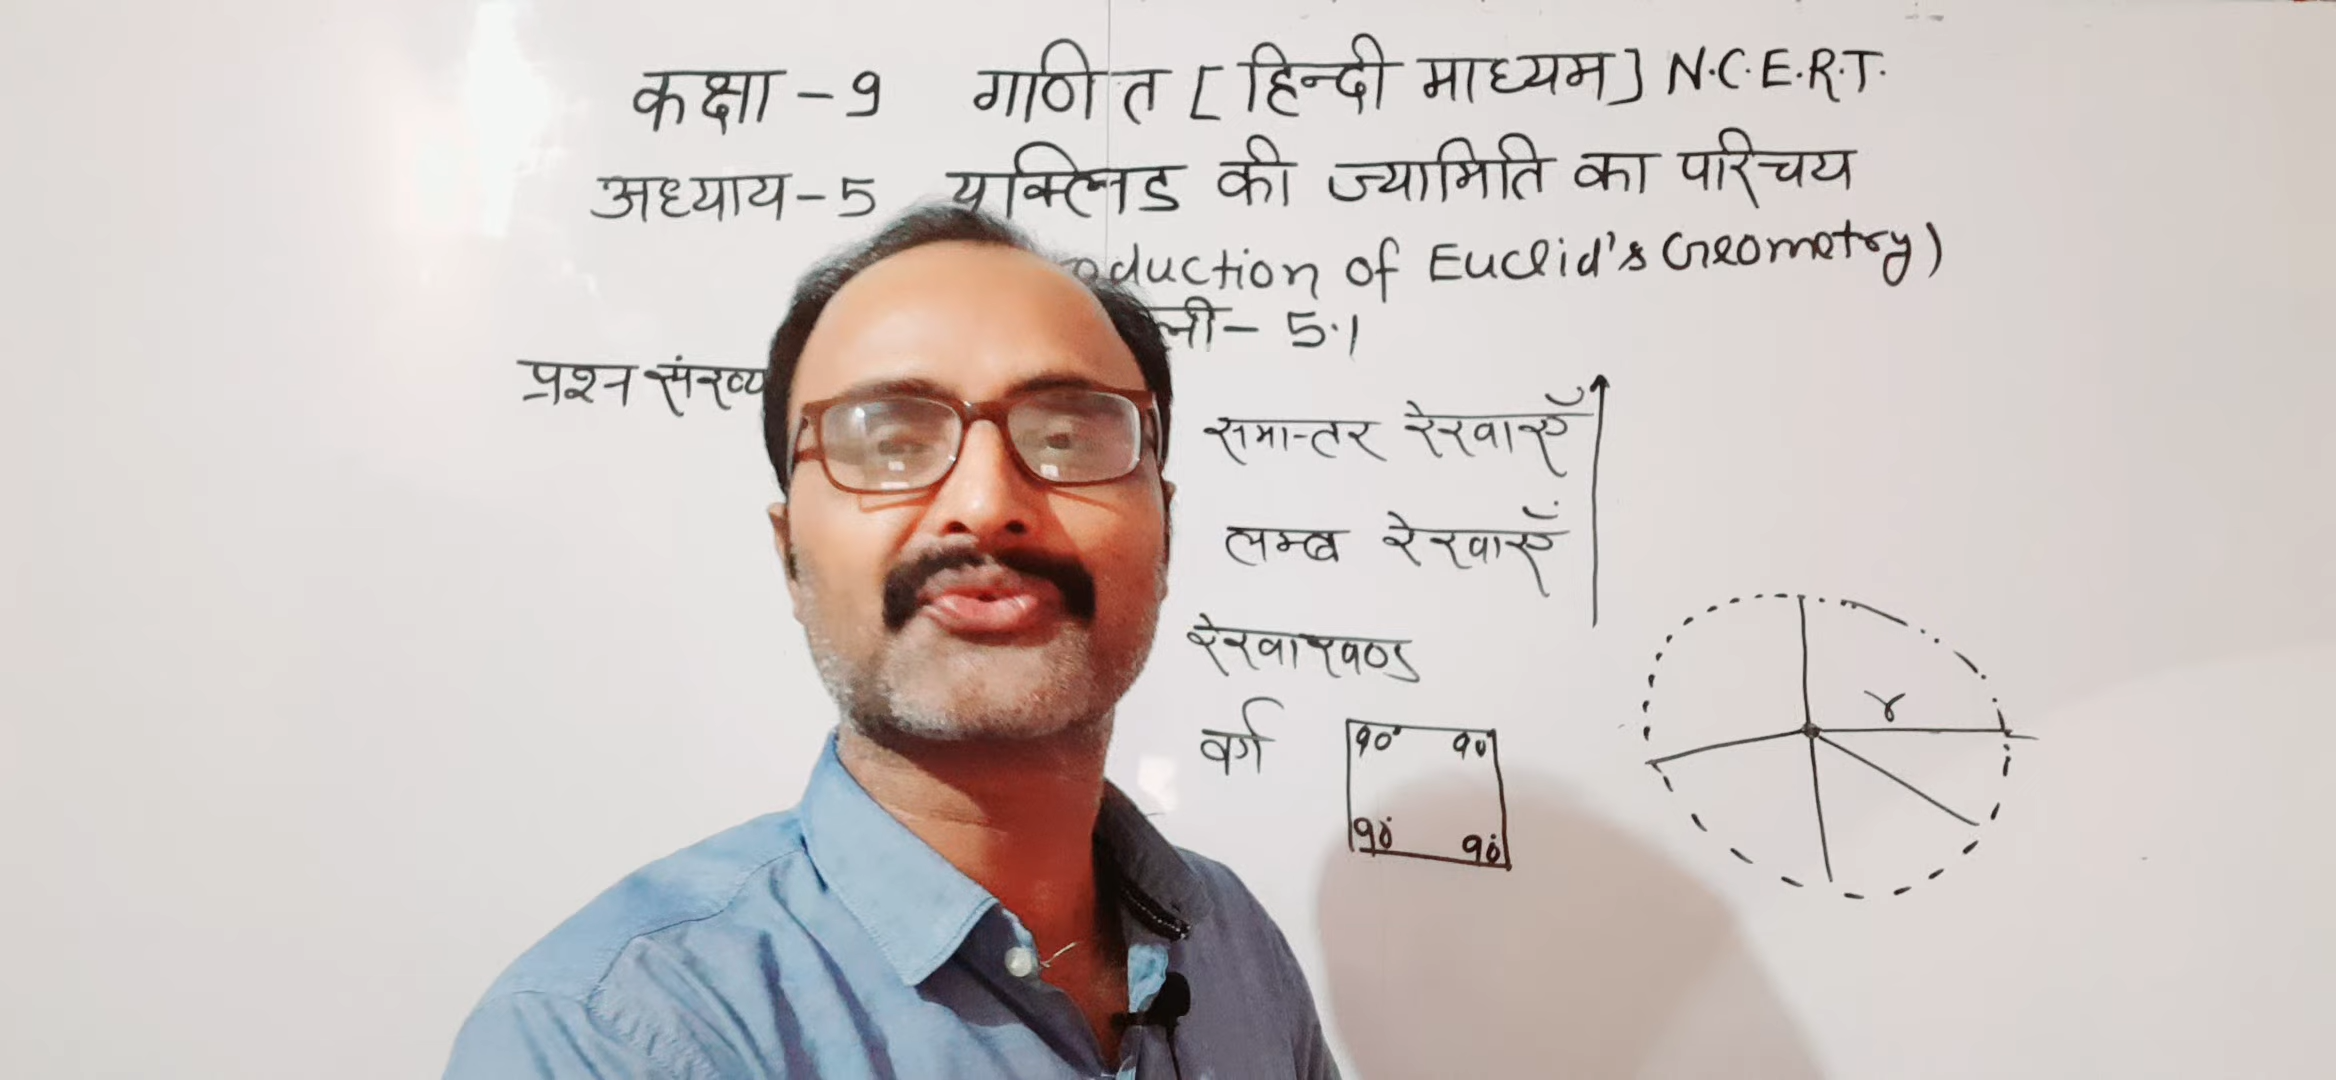 कक्षा - 9 गणित [ हिन्दी माध्यम ] N.C.E.R.T.
अध्याय - 5 यूक्लिड की ज्यामिति का परिचय
oduction of Euclid's Geometry)
ली - 5.1
प्रश्न संख्य
समान्तर रेखाएँ
लम्ब रेखाएँ
रेखाखण्ड
r
वर्ग 90° 90
90° 90°